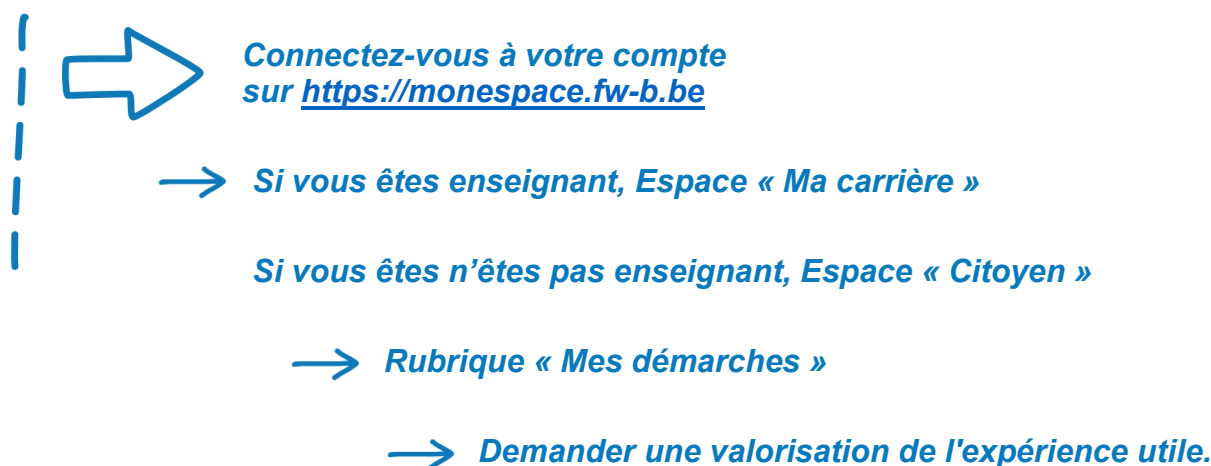 Connectez-vous à votre compte
sur https://monespace.fw-b.be
Si vous êtes enseignant, Espace « Ma carrière »
Si vous êtes n’êtes pas enseignant, Espace « Citoyen »
Rubrique « Mes démarches »
Demander une valorisation de l'expérience utile.